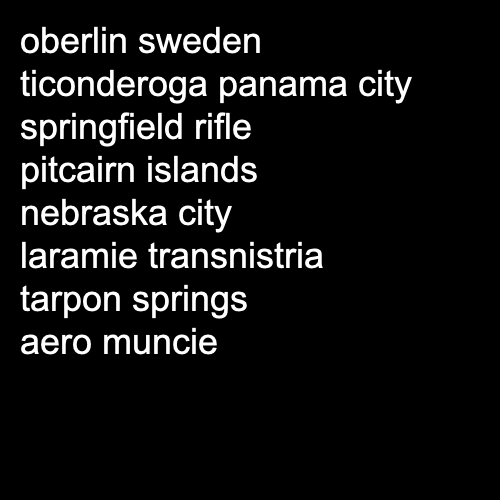 oberlin sweden
ticonderoga panama city
springfield rifle
pitcairn islands
nebraska city
laramie transnistria
tarpon springs
aero muncie